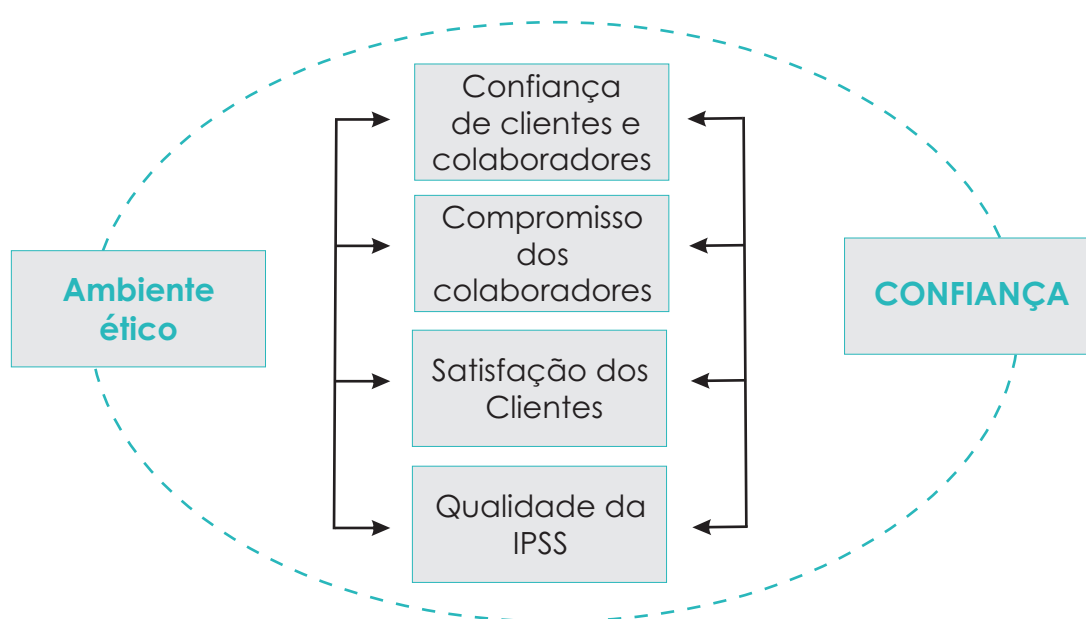 Confiança
de clientes e
colaboradores
Compromisso
dos
colaboradores
Ambiente
ético
CONFIANÇA
Satisfação dos
Clientes
Qualidade da
IPSS